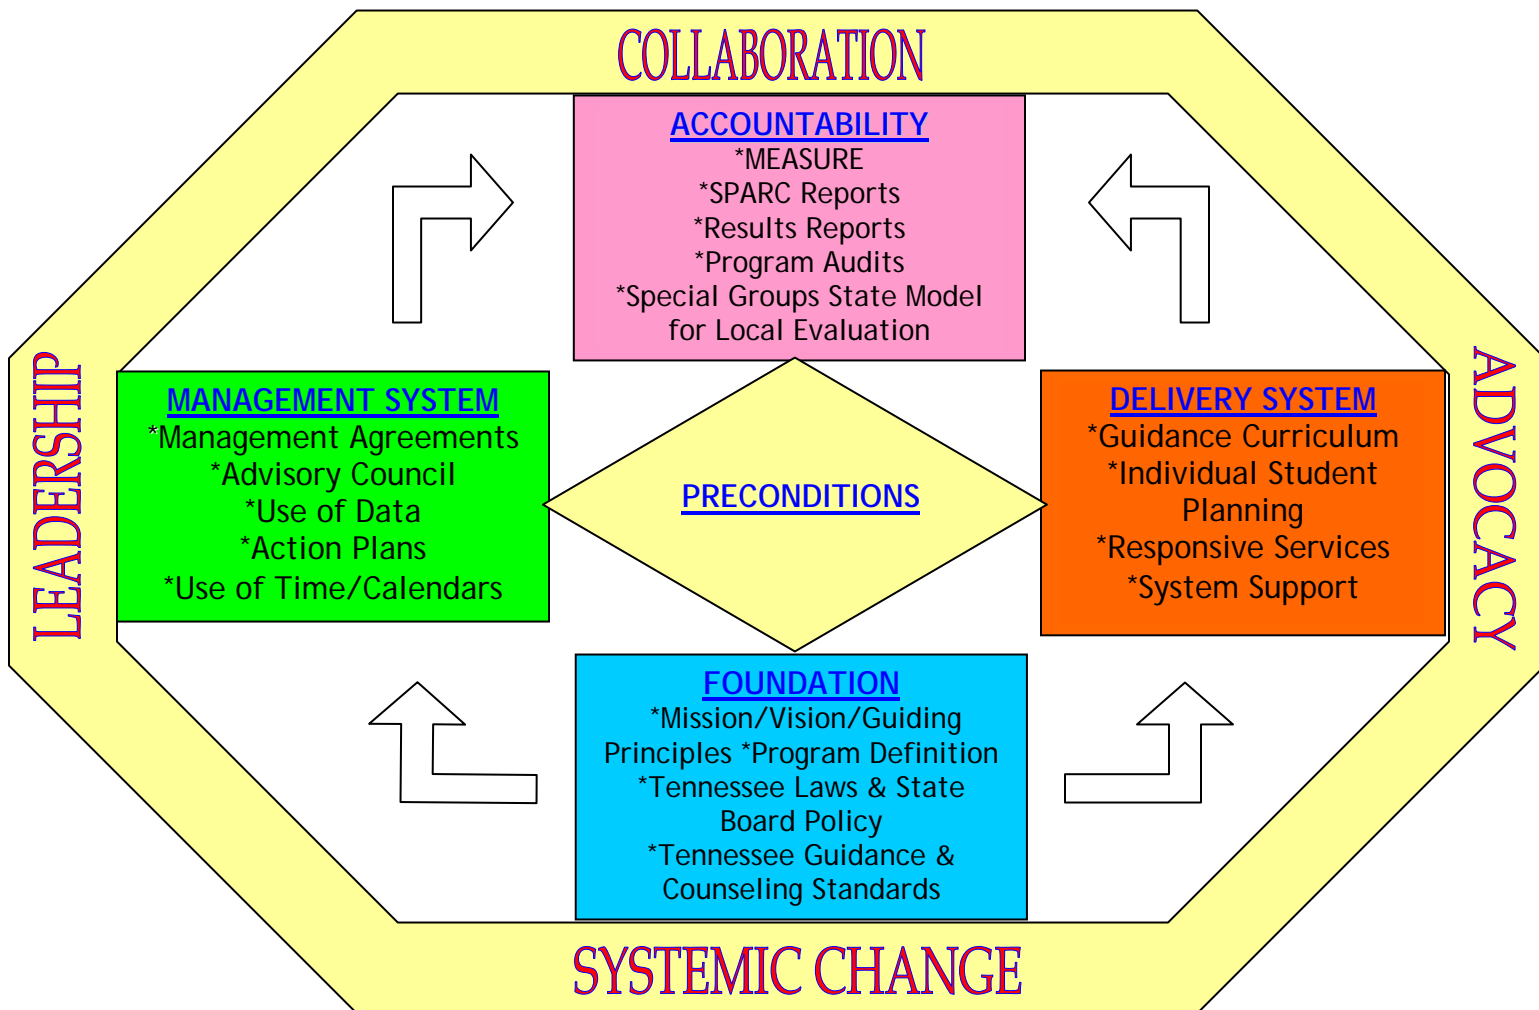 COLLABORATION
ACCOUNTABILITY
*MEASURE
*SPARC Reports
*Results Reports
*Program Audits
*Special Groups State Model
for Local Evaluation
LEADERSHIP
MANAGEMENT SYSTEM
*Management Agreements
*Advisory Council
*Use of Data
*Action Plans
*Use of Time/Calendars
PRECONDITIONS
DELIVERY SYSTEM
*Guidance Curriculum
*Individual Student
Planning
*Responsive Services
*System Support
ADVOCACY
FOUNDATION
*Mission/Vision/Guiding
Principles *Program Definition
*Tennessee Laws & State
Board Policy
*Tennessee Guidance &
Counseling Standards
SYSTEMIC CHANGE